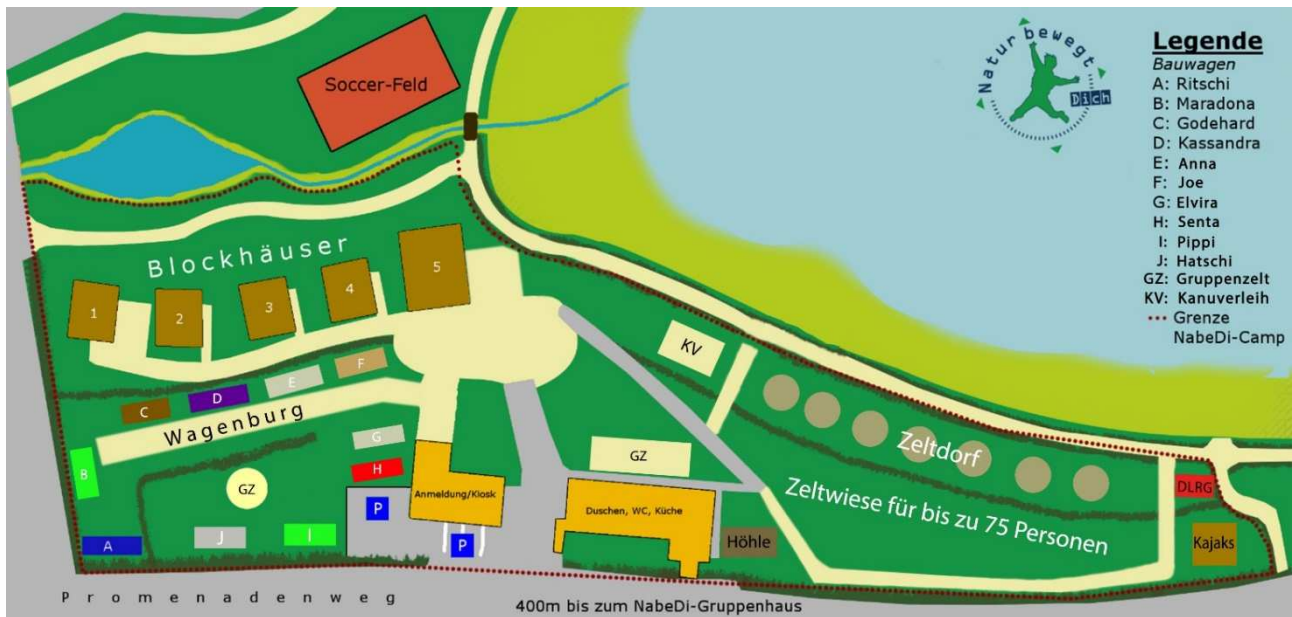 Soccer-Feld
Natur bewegt
Dich
Legende
Bauwagen
A: Ritschi
B: Maradona
C: Godehard
D: Kassandra
E: Anna
F: Joe
G: Elvira
H: Senta
I: Pippi
J: Hatschi
GZ: Gruppenzelt
KV: Kanuverleih
Grenze
NabeDi-Camp
Blockhäuser
1
2
3
4
5
KV
F
E
D
C
Wagenburg
B
G
H
GZ
A
J
I
P
Anmeldung/Kiosk
P
GZ
Duschen, WC, Küche
Höhle
Zeltdorf
Zeltwiese für bis zu 75 Personen
DLRG
Kajaks
Promenadenweg
400m bis zum NabeDi-Gruppenhaus